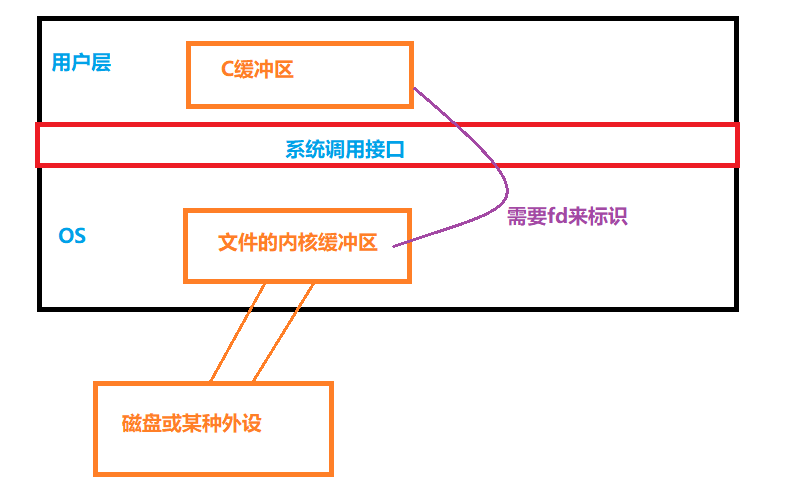 用户层
C缓冲区
系统调用接口
需要fd来标识
OS
文件的内核缓冲区
磁盘或某种外设